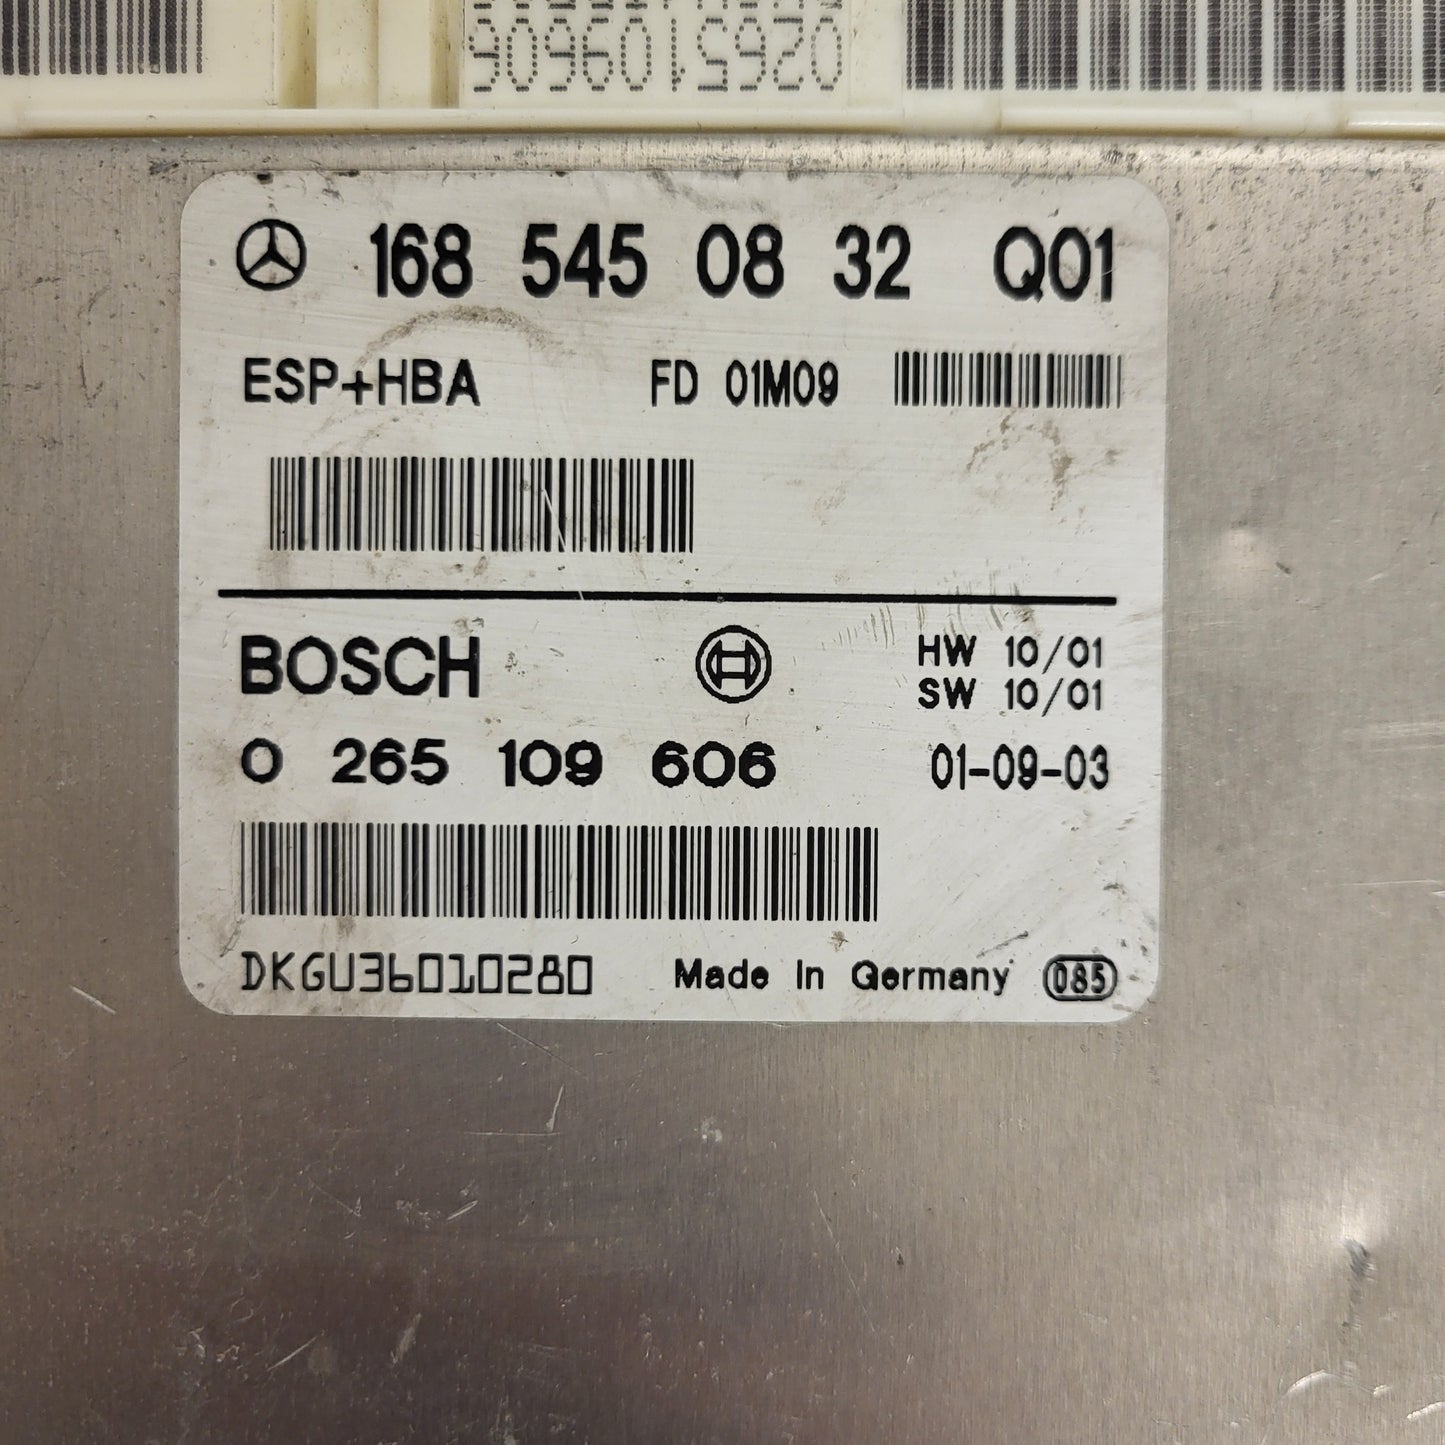 0265109606
168 545 08 32 Q01
ESP+HBA FD 01M09
BOSCH HW 10/01
SW 10/01
0 265 109 606 01-09-03
DKGU36010280 Made In Germany 085